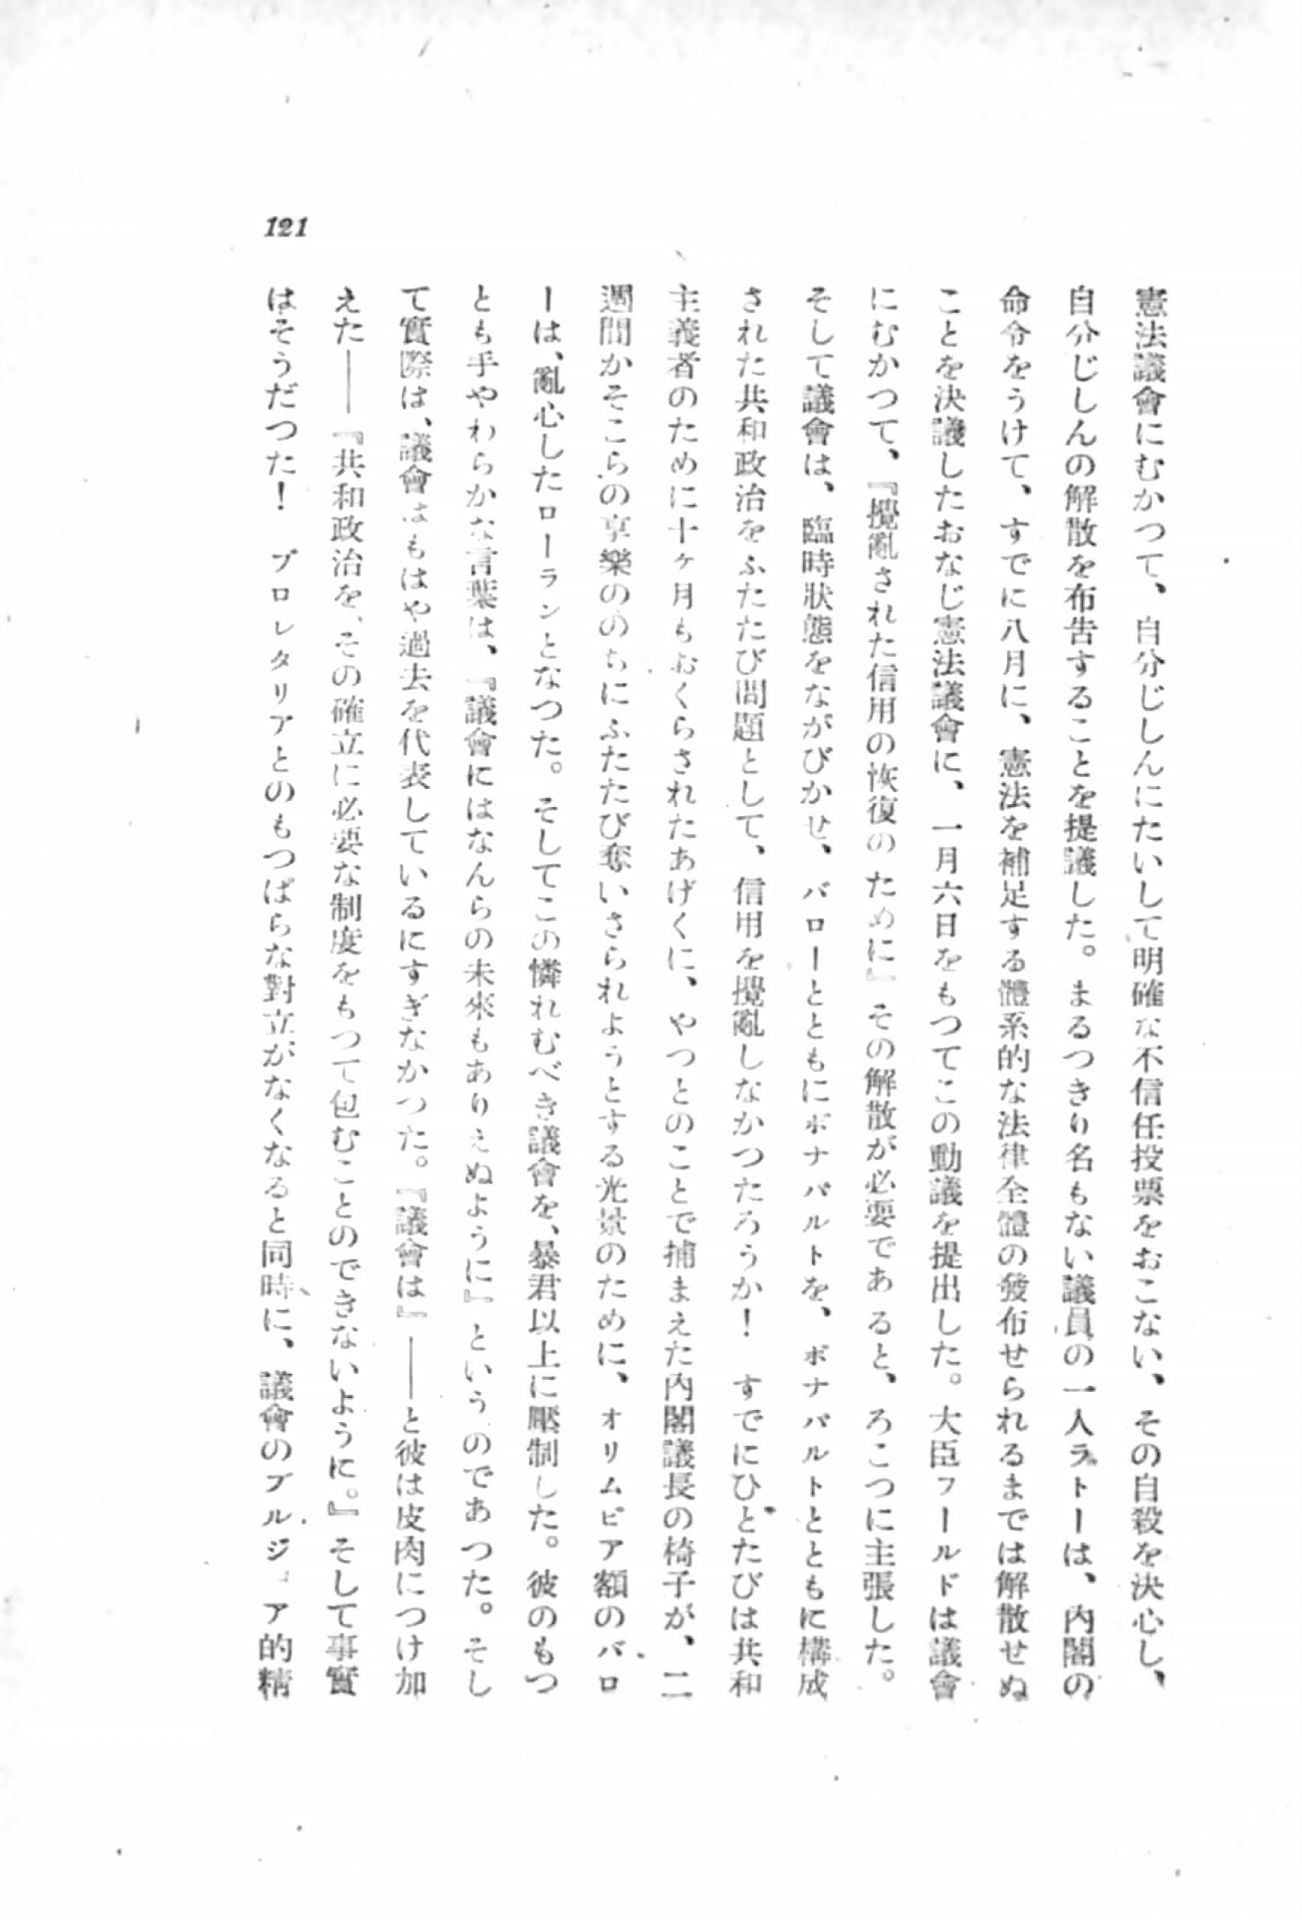 憲法議會にむかつて、自分じしんにたいして明確な不信任投票をおこない、その自殺を決心し、
自分じしんの解散を布告することを提議した。まるつきり名もない議員の一人ラトーは、內閣の
命令をうけて、すでに八月に、憲法を補足する體系的な法律全體の發布せられるまでは解散せぬ
ことを決議したおなじ憲法議會に、一月六日をもつてこの動議を提出した。大臣フールドは議會
にむかつて、『攪亂された信用の恢復のために』その解散が必要であると、ろこつに主張した。
そして議會は、臨時狀態をながびかせ、バローとともにボナパルトを、ボナパルトとともに構成
された共和政治をふたたび問題として、信用を攪亂しなかつたろうか！　すでにひとたびは共和
主義者のために十ヶ月もおくらされたあげくに、やつとのことで捕まえた內閣議長の椅子が、二
週間かそこらの享樂ののちにふたたび奪いさられようとする光景のために、オリムピア額のバロ
ーは、亂心したローランとなつた。そしてこの憐れむべき議會を、暴君以上に壓制した。彼のもつ
とも手やわらかな言葉は、『議會にはなんらの未來もありえぬように』というのであつた。そし
て實際は、議會はもはや過去を代表しているにすぎなかつた。『議會は』――と彼は皮肉につけ加
えた――『共和政治を、その確立に必要な制度をもつて包むことのできないように。』そして事實
はそうだつた！　プロレタリアとのもつぱらな對立がなくなると同時に、議會のブルジョア的精
121